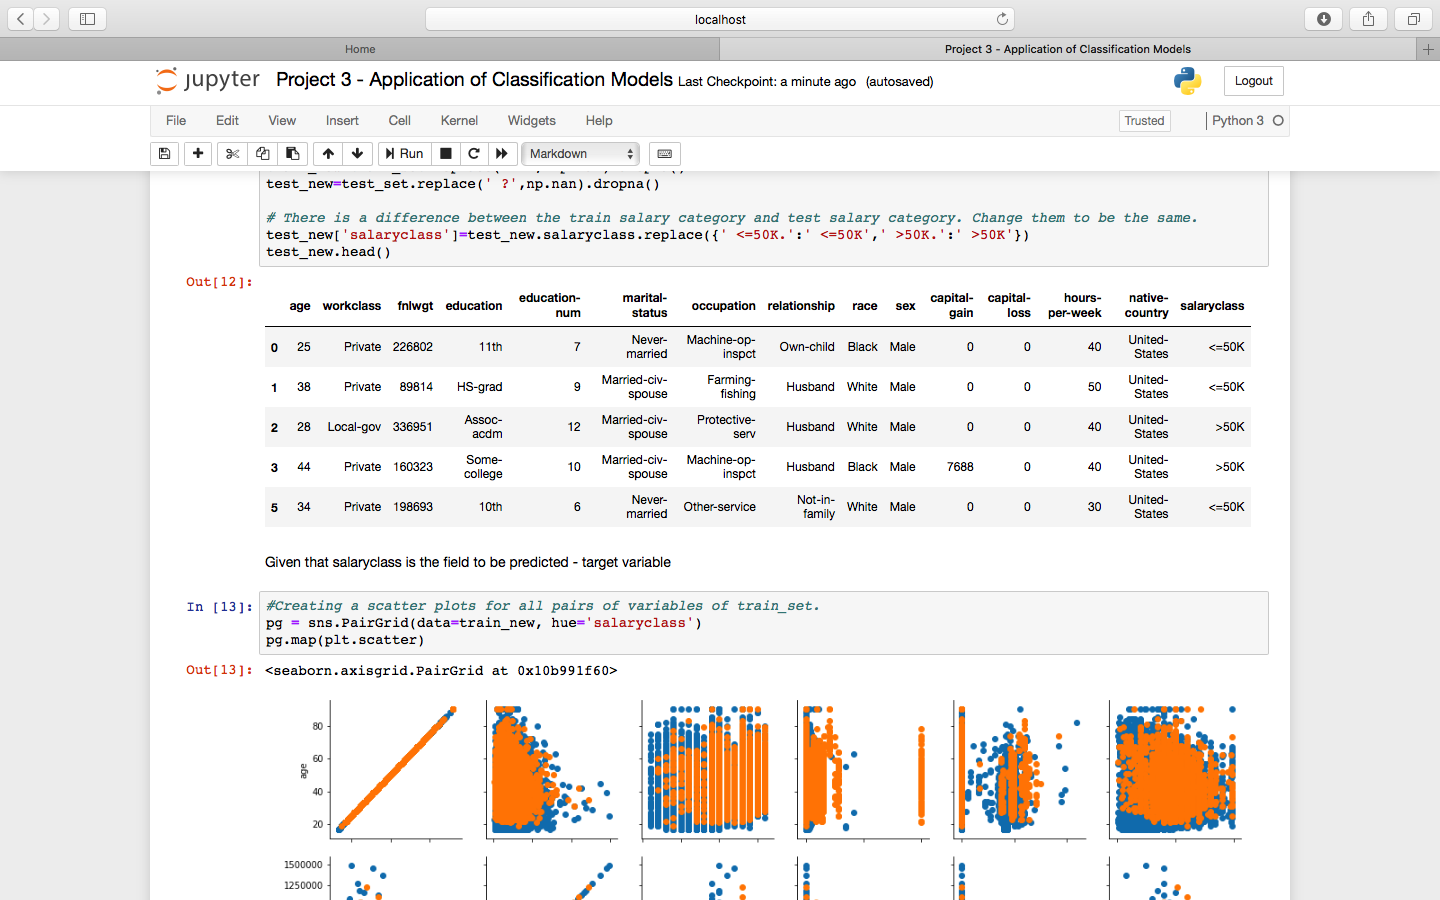 localhost
Home
Project 3 - Application of Classification Models
jupyter Project 3 - Application of Classification Models Last Checkpoint: a minute ago (autosaved)
Logout
File Edit View Insert Cell Kernel Widgets Help
Trusted
Python 3
Run
Markdown
test_new=test_set.replace(' ?',np.nan).dropna()
# There is a difference between the train salary category and test salary category. Change them to be the same.
test_new['salaryclass']=test_new.salaryclass.replace({' <=50K.':' <=50K',' >50K.':' >50K'})
test_new.head()
Out[12]:
age workclass fnlwgt education education-num marital-status occupation relationship race sex capital-gain capital-loss hours-per-week native-country salaryclass
0 25 Private 226802 11th 7 Never-married Machine-op-inspct Own-child Black Male 0 0 40 United-States <=50K
1 38 Private 89814 HS-grad 9 Married-civ-spouse Farming-fishing Husband White Male 0 0 50 United-States <=50K
2 28 Local-gov 336951 Assoc-acdm 12 Married-civ-spouse Protective-serv Husband White Male 0 0 40 United-States >50K
3 44 Private 160323 Some-college 10 Married-civ-spouse Machine-op-inspct Husband Black Male 7688 0 40 United-States >50K
5 34 Private 198693 10th 6 Never-married Other-service Not-in-family White Male 0 0 30 United-States <=50K
Given that salaryclass is the field to be predicted - target variable
In [13]:
#Creating a scatter plots for all pairs of variables of train_set.
pg = sns.PairGrid(data=train_new, hue='salaryclass')
pg.map(plt.scatter)
Out[13]:
<seaborn.axisgrid.PairGrid at 0x10b991f60>
80
60
age
40
20
1500000
1250000